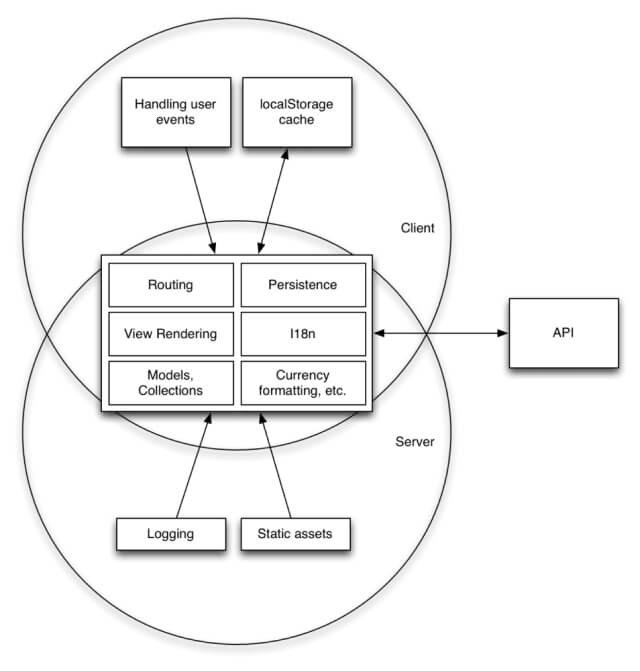 Handling user
events
localStorage
cache
Client
Routing
Persistence
View Rendering
I18n
Models,
Collections
Currency
formatting, etc.
API
Server
Logging
Static assets